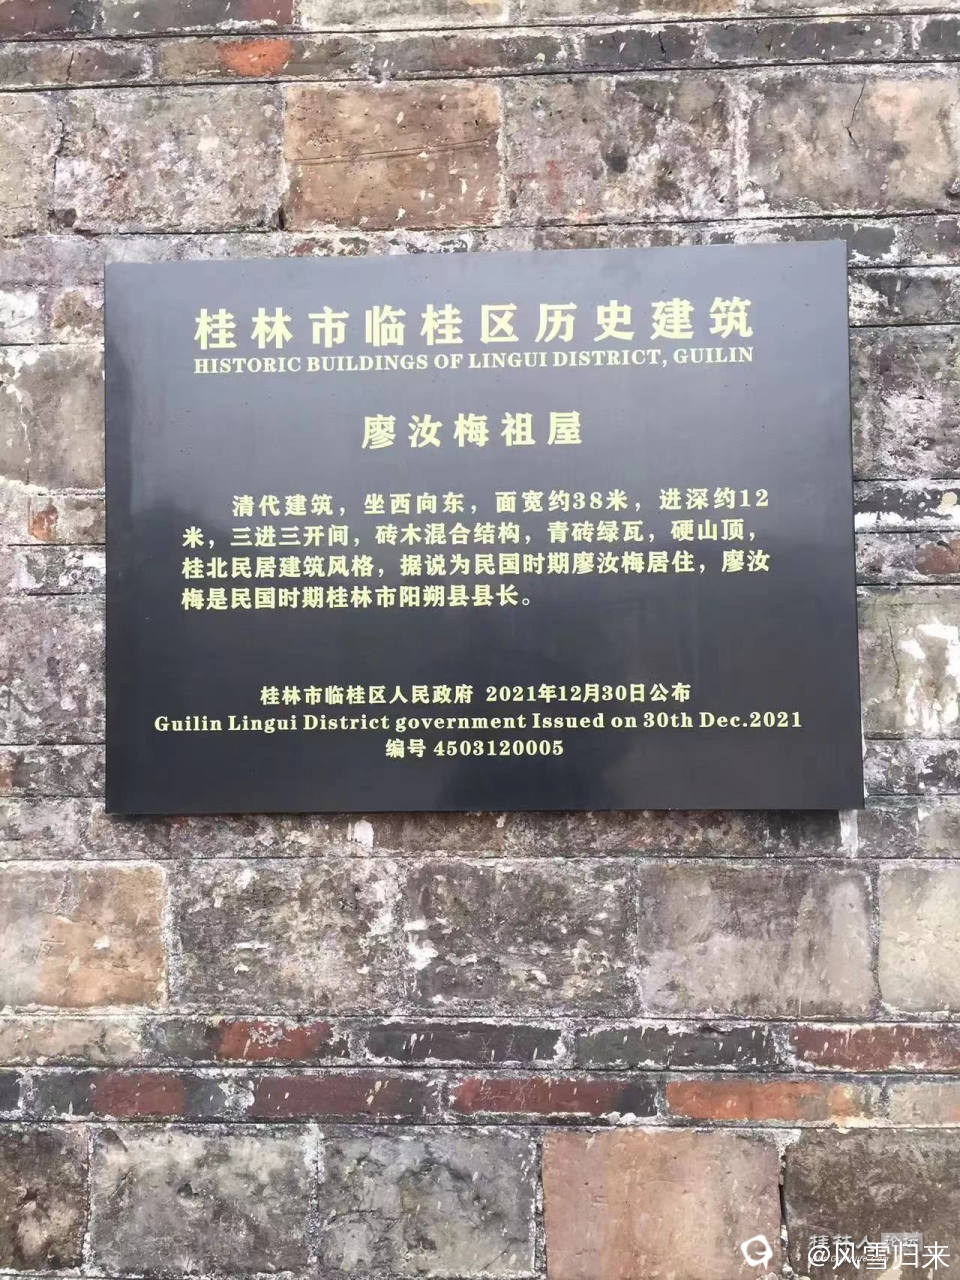 桂林市临桂区历史建筑
HISTORIC BUILDINGS OF LINGUI DISTRICT, GUILIN
廖汝梅祖屋
清代建筑，坐西向东，面宽约38米，进深约12
米，三进三开间，砖木混合结构，青砖绿瓦，硬山顶，
桂北民居建筑风格，据说为民国时期廖汝梅居住，廖汝
梅是民国时期桂林市阳朔县县长。
桂林市临桂区人民政府 2021年12月30日公布
Guilin Lingui District government Issued on 30th Dec.2021
编号 4503120005
桂林人论坛
@风雪归来